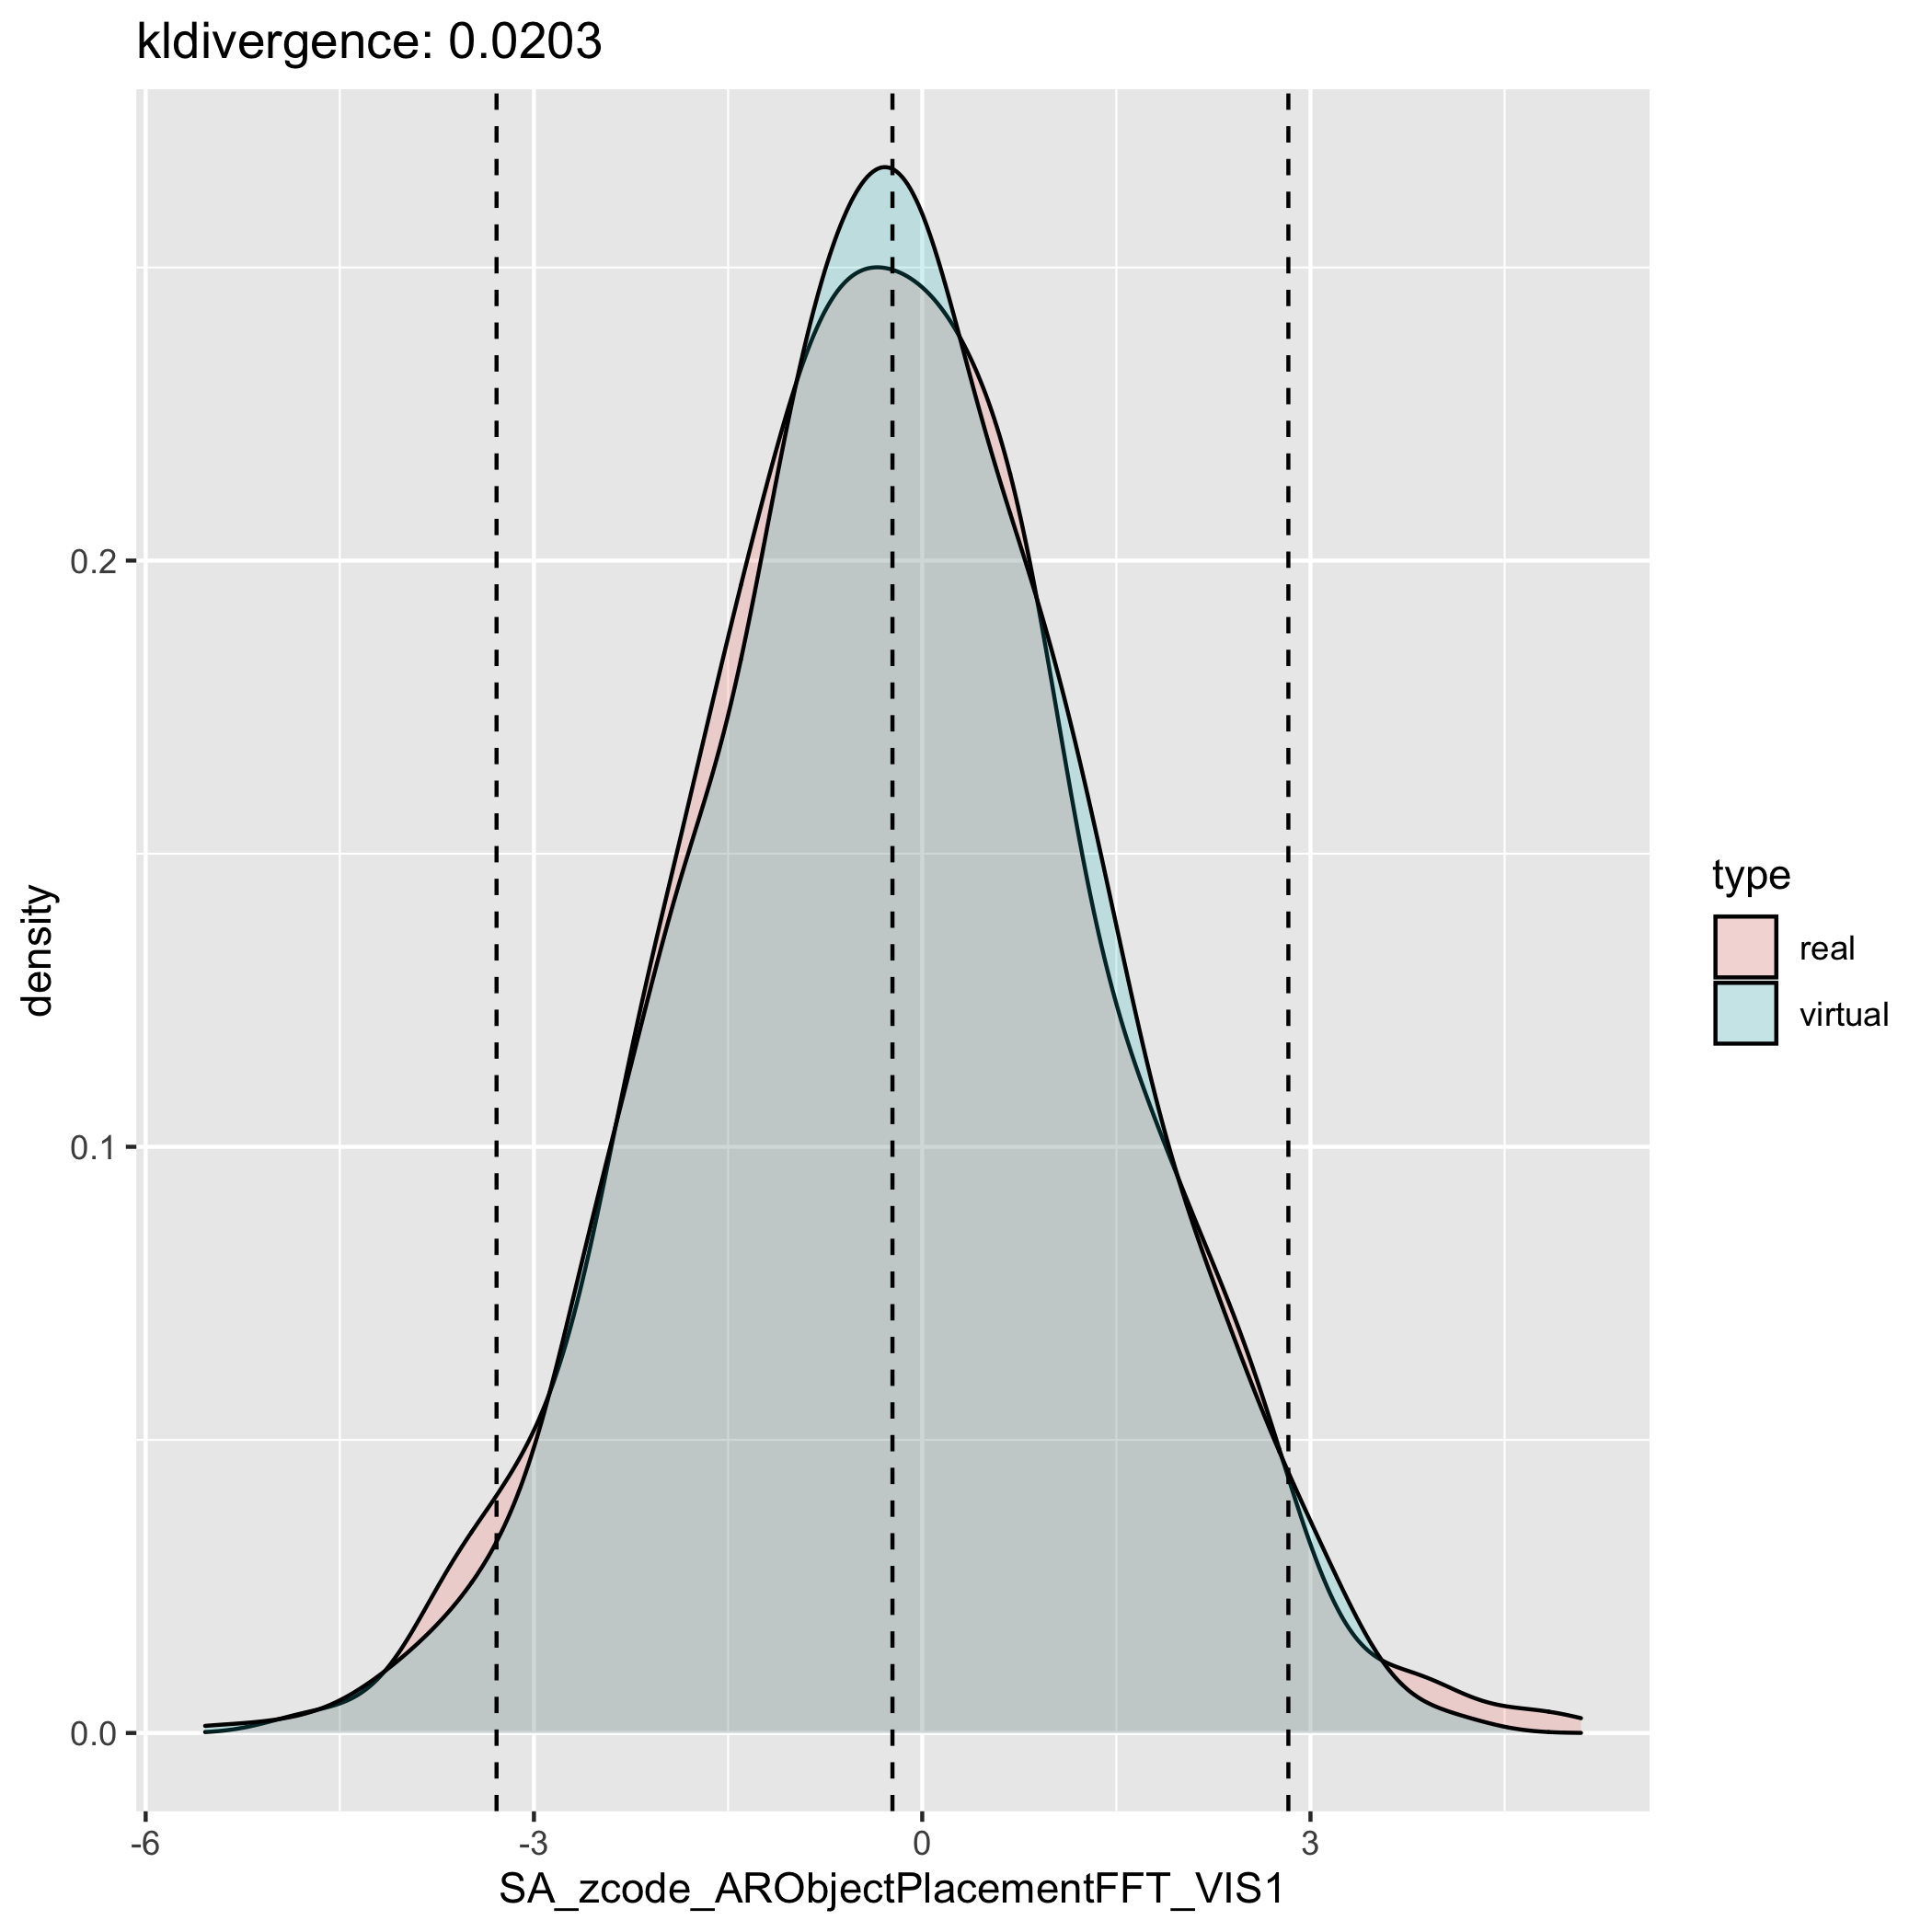 kldivergence: 0.0203
0.2
0.1
0.0
density
-6
-3
0
3
SA_zcode_ARObjectPlacementFFT_VIS1
type
real
virtual